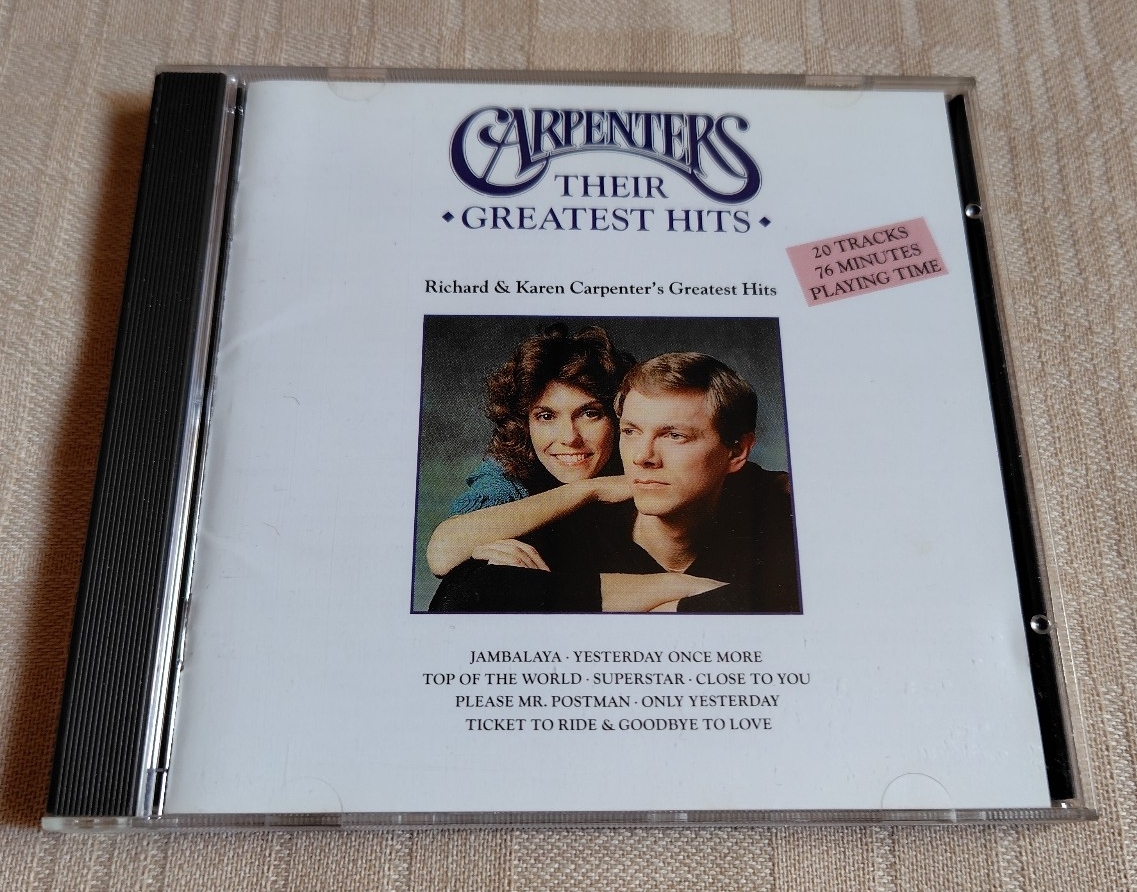 CARPENTERS
THEIR
◆ GREATEST HITS ◆
20 TRACKS
76 MINUTES
PLAYING TIME
Richard & Karen Carpenter's Greatest Hits
JAMBALAYA · YESTERDAY ONCE MORE
TOP OF THE WORLD · SUPERSTAR · CLOSE TO YOU
PLEASE MR. POSTMAN · ONLY YESTERDAY
TICKET TO RIDE & GOODBYE TO LOVE